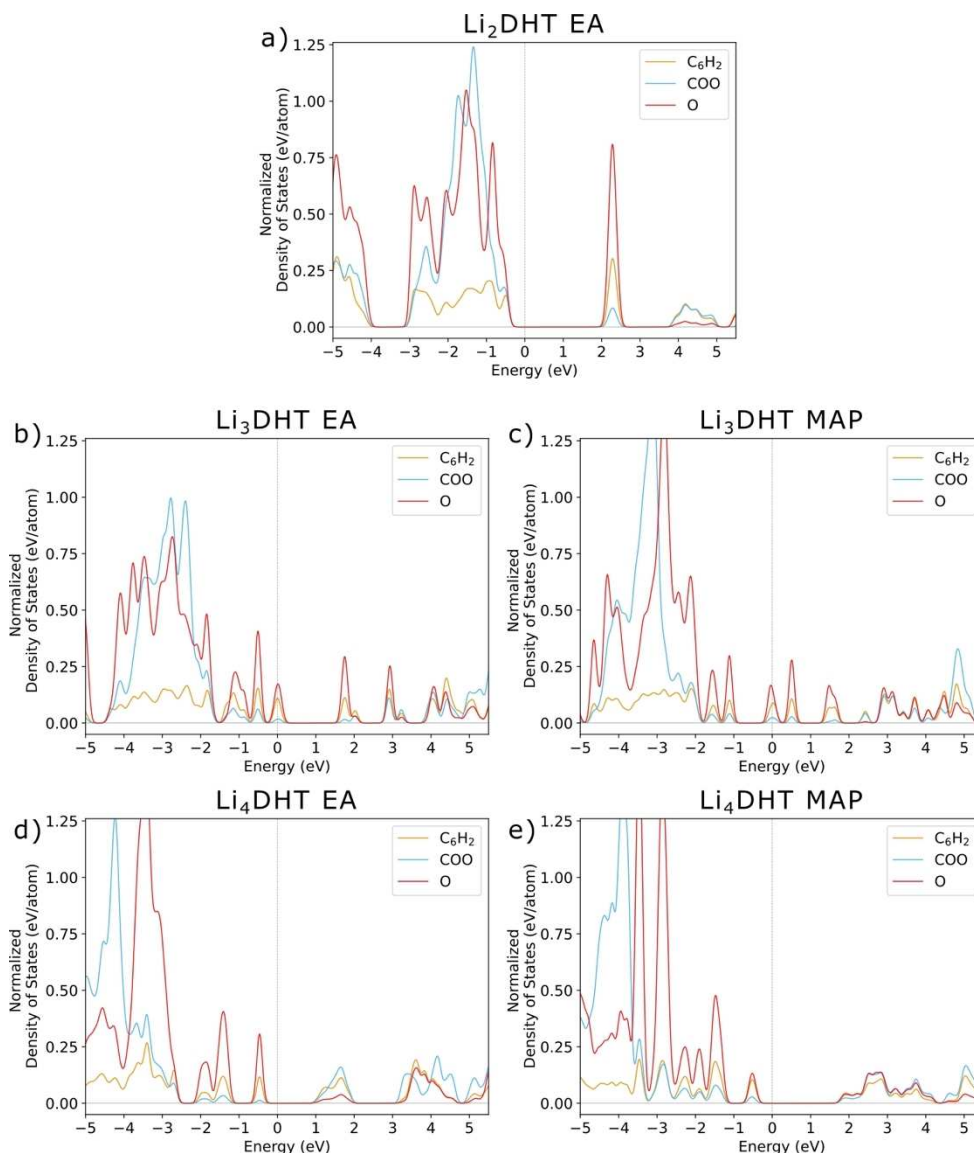 a) Li₂DHT EA
1.25
1.00
0.75
0.50
0.25
0.00
Normalized
Density of States (eV/atom)
C₆H₂
COO
O
−5 −4 −3 −2 −1 0 1 2 3 4 5
Energy (eV)
b) Li₃DHT EA
1.25
1.00
0.75
0.50
0.25
0.00
Normalized
Density of States (eV/atom)
C₆H₂
COO
O
−5 −4 −3 −2 −1 0 1 2 3 4 5
Energy (eV)
c) Li₃DHT MAP
1.25
1.00
0.75
0.50
0.25
0.00
Normalized
Density of States (eV/atom)
C₆H₂
COO
O
−5 −4 −3 −2 −1 0 1 2 3 4 5
Energy (eV)
d) Li₄DHT EA
1.25
1.00
0.75
0.50
0.25
0.00
Normalized
Density of States (eV/atom)
C₆H₂
COO
O
−5 −4 −3 −2 −1 0 1 2 3 4 5
Energy (eV)
e) Li₄DHT MAP
1.25
1.00
0.75
0.50
0.25
0.00
Normalized
Density of States (eV/atom)
C₆H₂
COO
O
−5 −4 −3 −2 −1 0 1 2 3 4 5
Energy (eV)